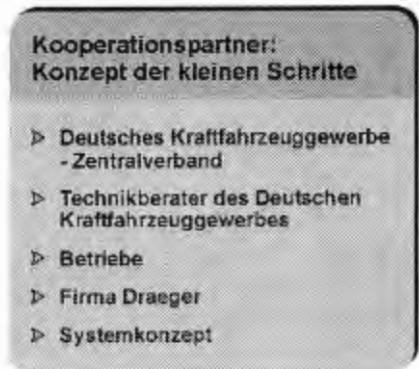 Kooperationspartner:
Konzept der kleinen Schritte
▷ Deutsches Kraftfahrzeuggewerbe
- Zentralverband
▷ Technikberater des Deutschen
Kraftfahrzeuggewerbes
▷ Betriebe
▷ Firma Draeger
▷ Systemkonzept